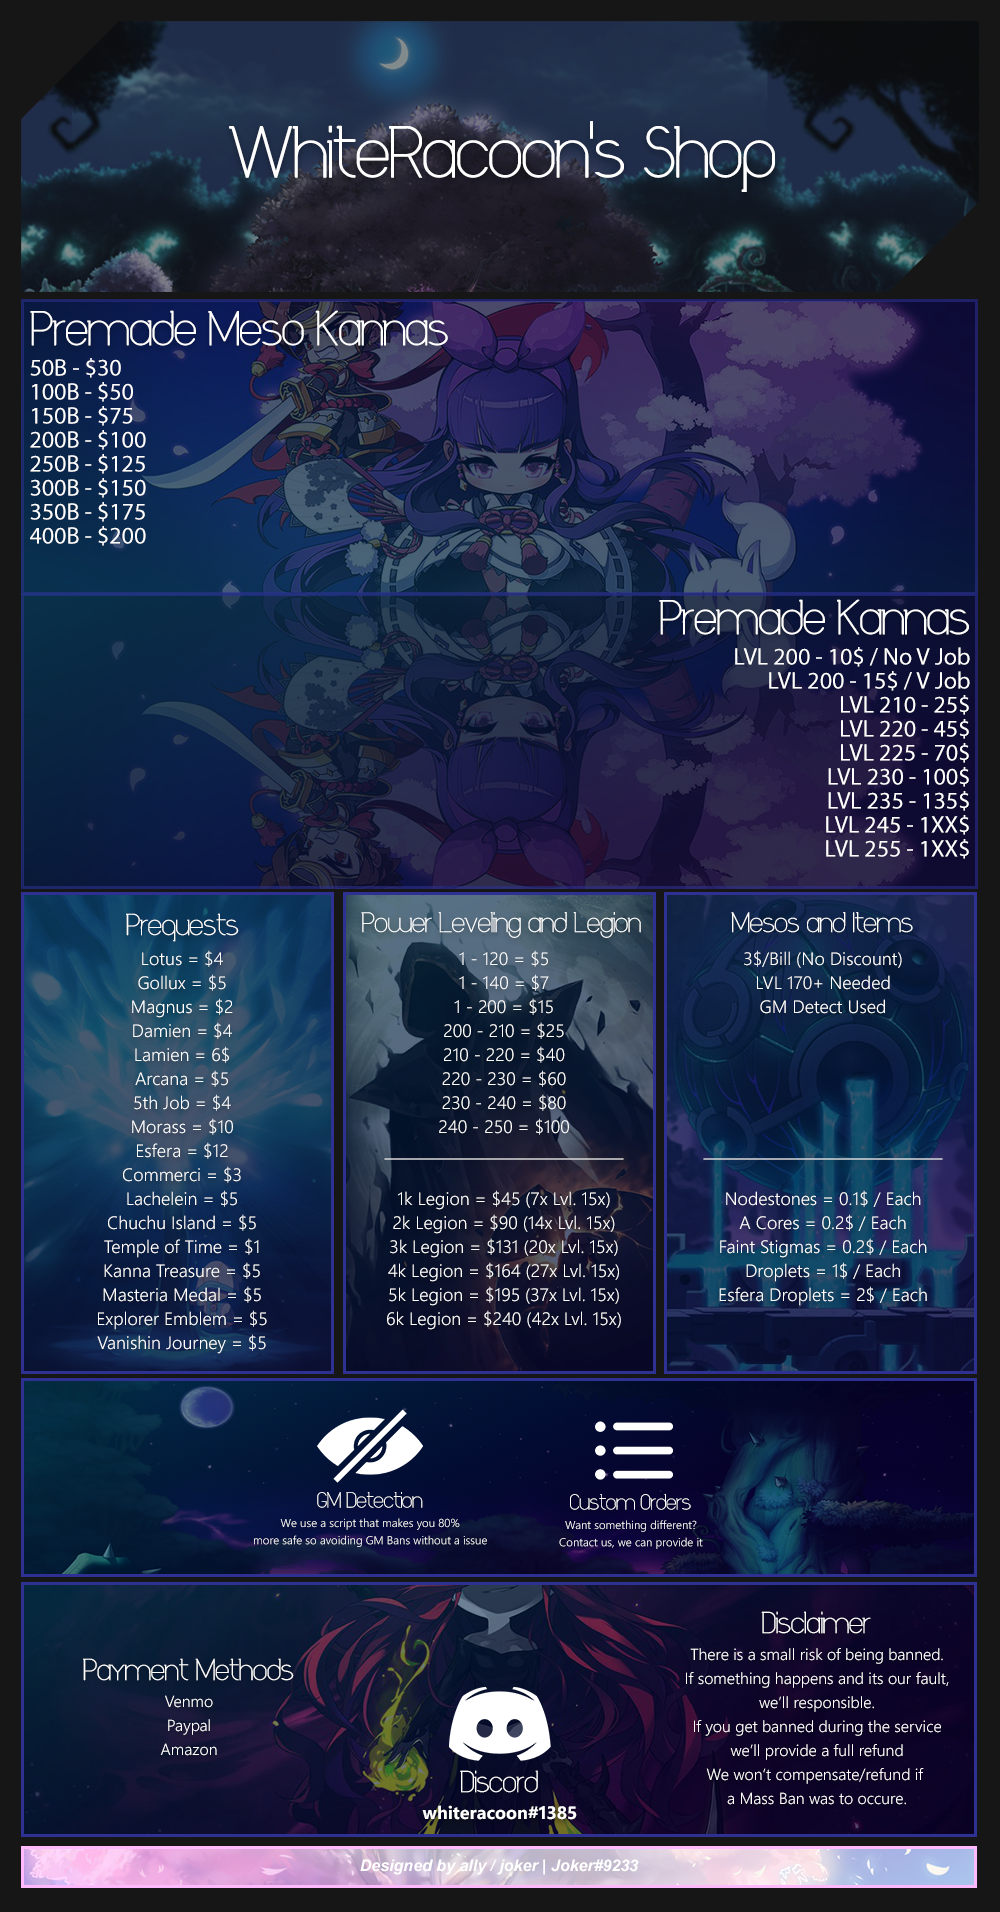 WhiteRacoon's Shop
Premade Meso Kannas
50B - $30
100B - $50
150B - $75
200B - $100
250B - $125
300B - $150
350B - $175
400B - $200
Premade Kannas
LVL 200 - 10$ / No V Job
LVL 200 - 15$ / V Job
LVL 210 - 25$
LVL 220 - 45$
LVL 225 - 70$
LVL 230 - 100$
LVL 235 - 135$
LVL 245 - 1XX$
LVL 255 - 1XX$
Prequests
Lotus = $4
Gollux = $5
Magnus = $2
Damien = $4
Lamien = 6$
Arcana = $5
5th Job = $4
Morass = $10
Esfera = $12
Commerci = $3
Lachelein = $5
Chuchu Island = $5
Temple of Time = $1
Kanna Treasure = $5
Masteria Medal = $5
Explorer Emblem = $5
Vanishin Journey = $5
Power Leveling and Legion
1 - 120 = $5
1 - 140 = $7
1 - 200 = $15
200 - 210 = $25
210 - 220 = $40
220 - 230 = $60
230 - 240 = $80
240 - 250 = $100
1k Legion = $45 (7x Lvl. 15x)
2k Legion = $90 (14x Lvl. 15x)
3k Legion = $131 (20x Lvl. 15x)
4k Legion = $164 (27x Lvl. 15x)
5k Legion = $195 (37x Lvl. 15x)
6k Legion = $240 (42x Lvl. 15x)
Mesos and Items
3$/Bill (No Discount)
LVL 170+ Needed
GM Detect Used
Nodestones = 0.1$ / Each
A Cores = 0.2$ / Each
Faint Stigmas = 0.2$ / Each
Droplets = 1$ / Each
Esfera Droplets = 2$ / Each
GM Detection
We use a script that makes you 80%
more safe so avoiding GM Bans without a issue
Custom Orders
Want something different?
Contact us, we can provide it
Payment Methods
Venmo
Paypal
Amazon
Discord
whiteracoon#1385
Disclaimer
There is a small risk of being banned.
If something happens and its our fault,
we'll responsible.
If you get banned during the service
we'll provide a full refund
We won't compensate/refund if
a Mass Ban was to occure.
Designed by ally / joker | Joker#9233